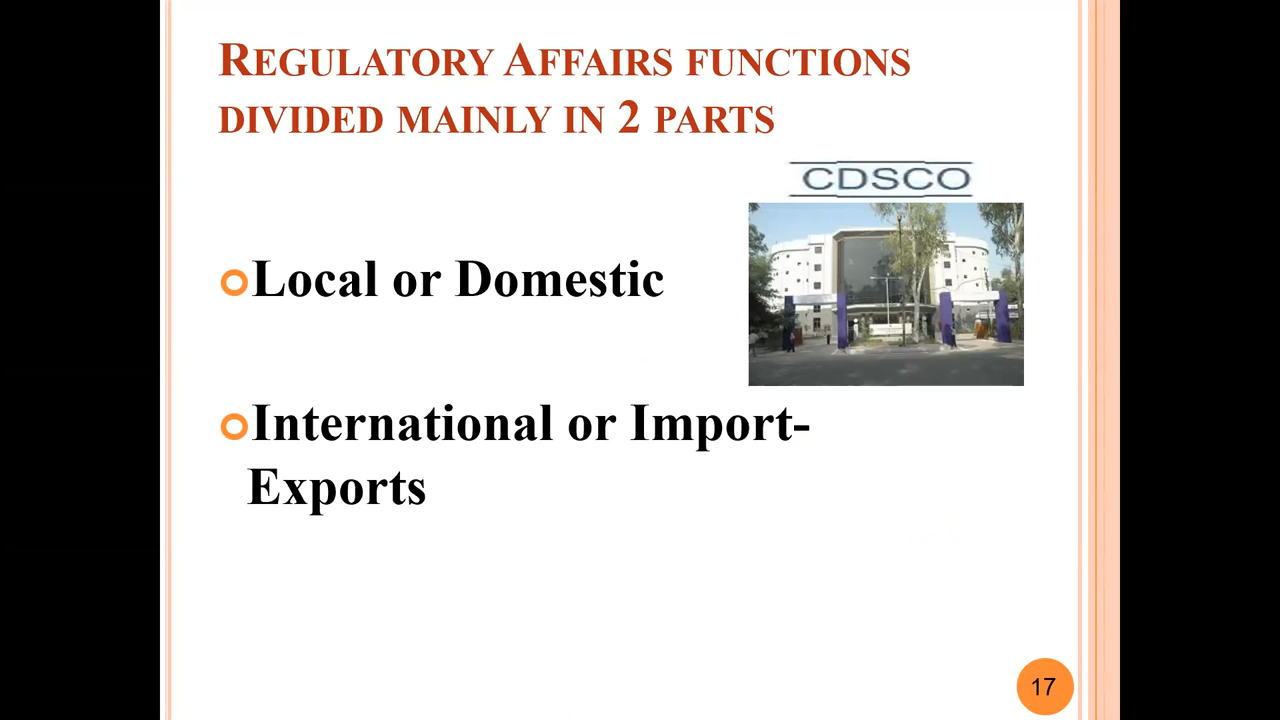 Regulatory Affairs functions
divided mainly in 2 parts
CDSCO
Local or Domestic
International or Import-
Exports
17